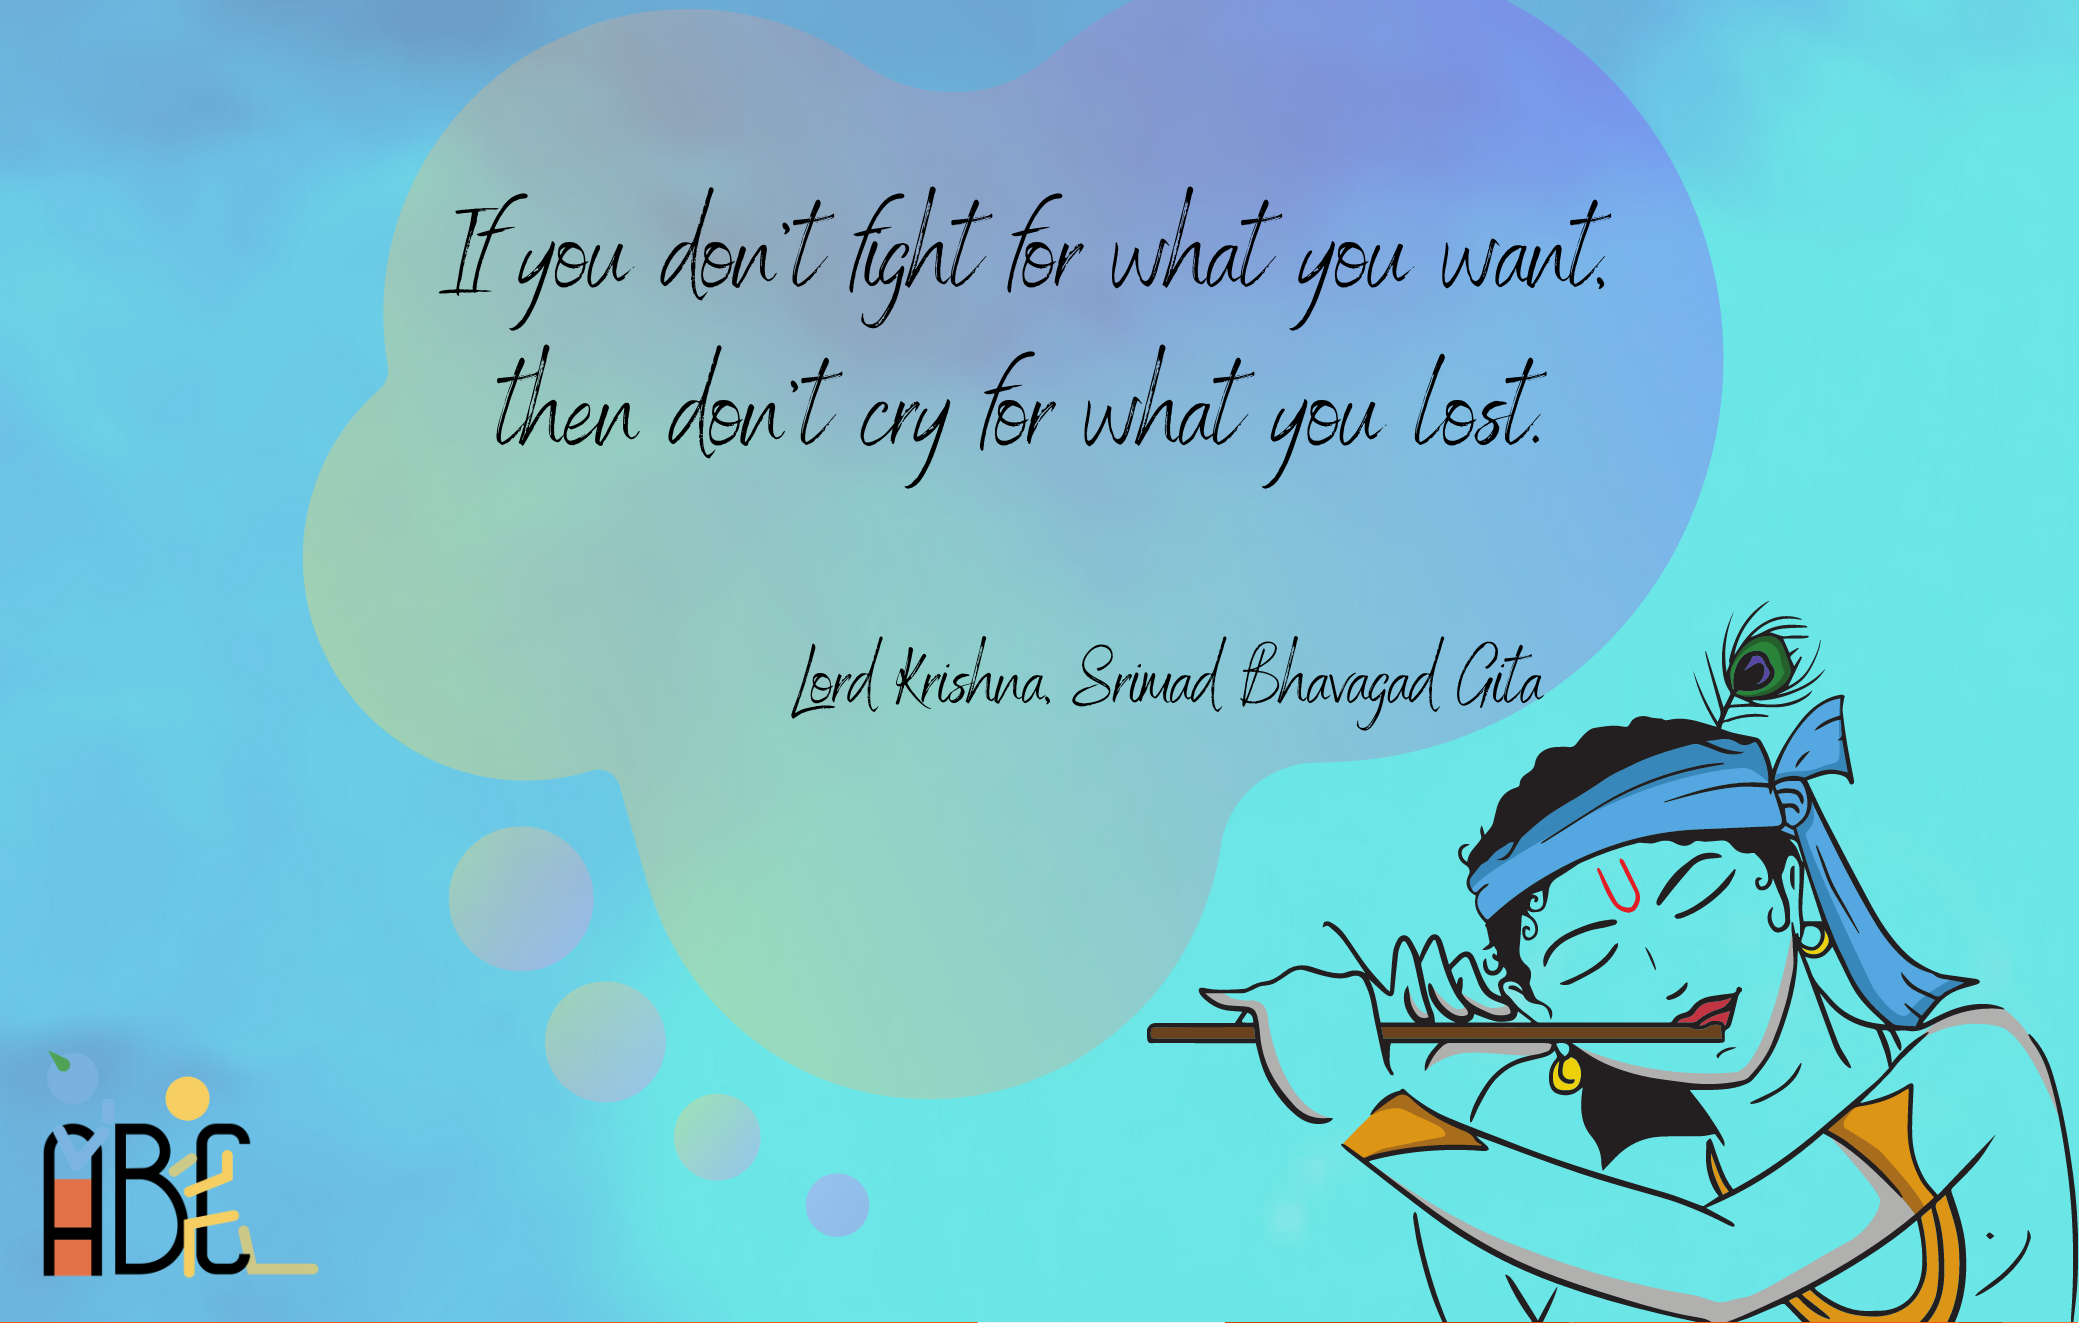 If you don't fight for what you want,
then don't cry for what you lost.
Lord Krishna, Srimad Bhavagad Gita
ABC